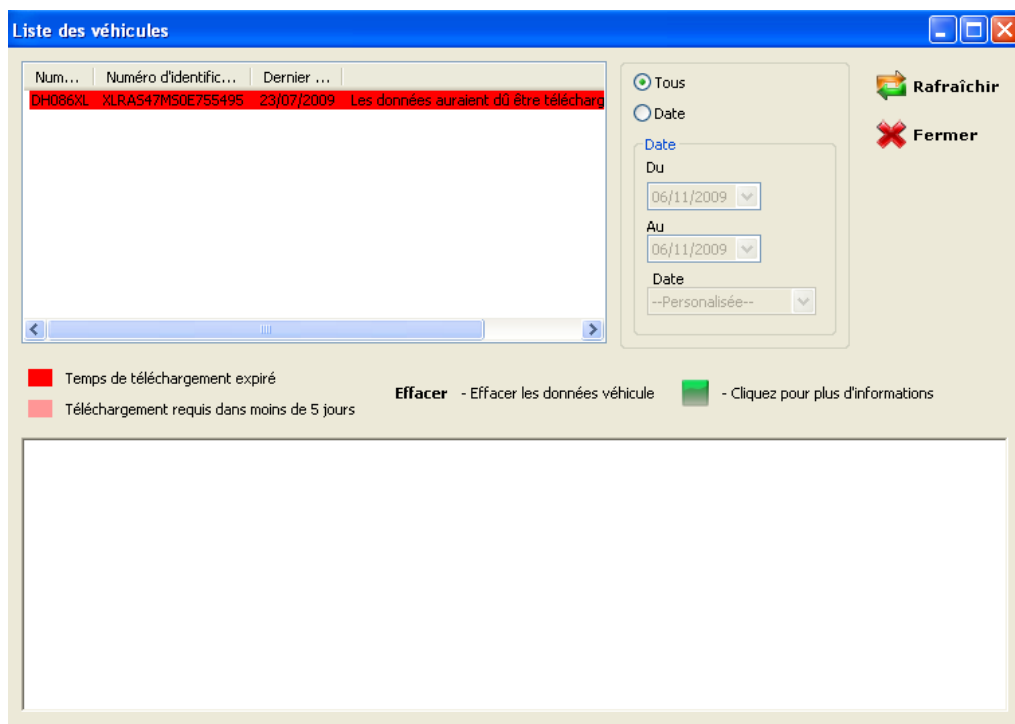 Liste des véhicules
Num... Numéro d'identific... Dernier ...
DH086XL XLRAS47MS0E755495 23/07/2009 Les données auraient dû être télécharg
Tous
Date
Date
Du
06/11/2009
Au
06/11/2009
Date
--Personalisée--
Rafraîchir
Fermer
Temps de téléchargement expiré
Téléchargement requis dans moins de 5 jours
Effacer - Effacer les données véhicule
- Cliquez pour plus d'informations